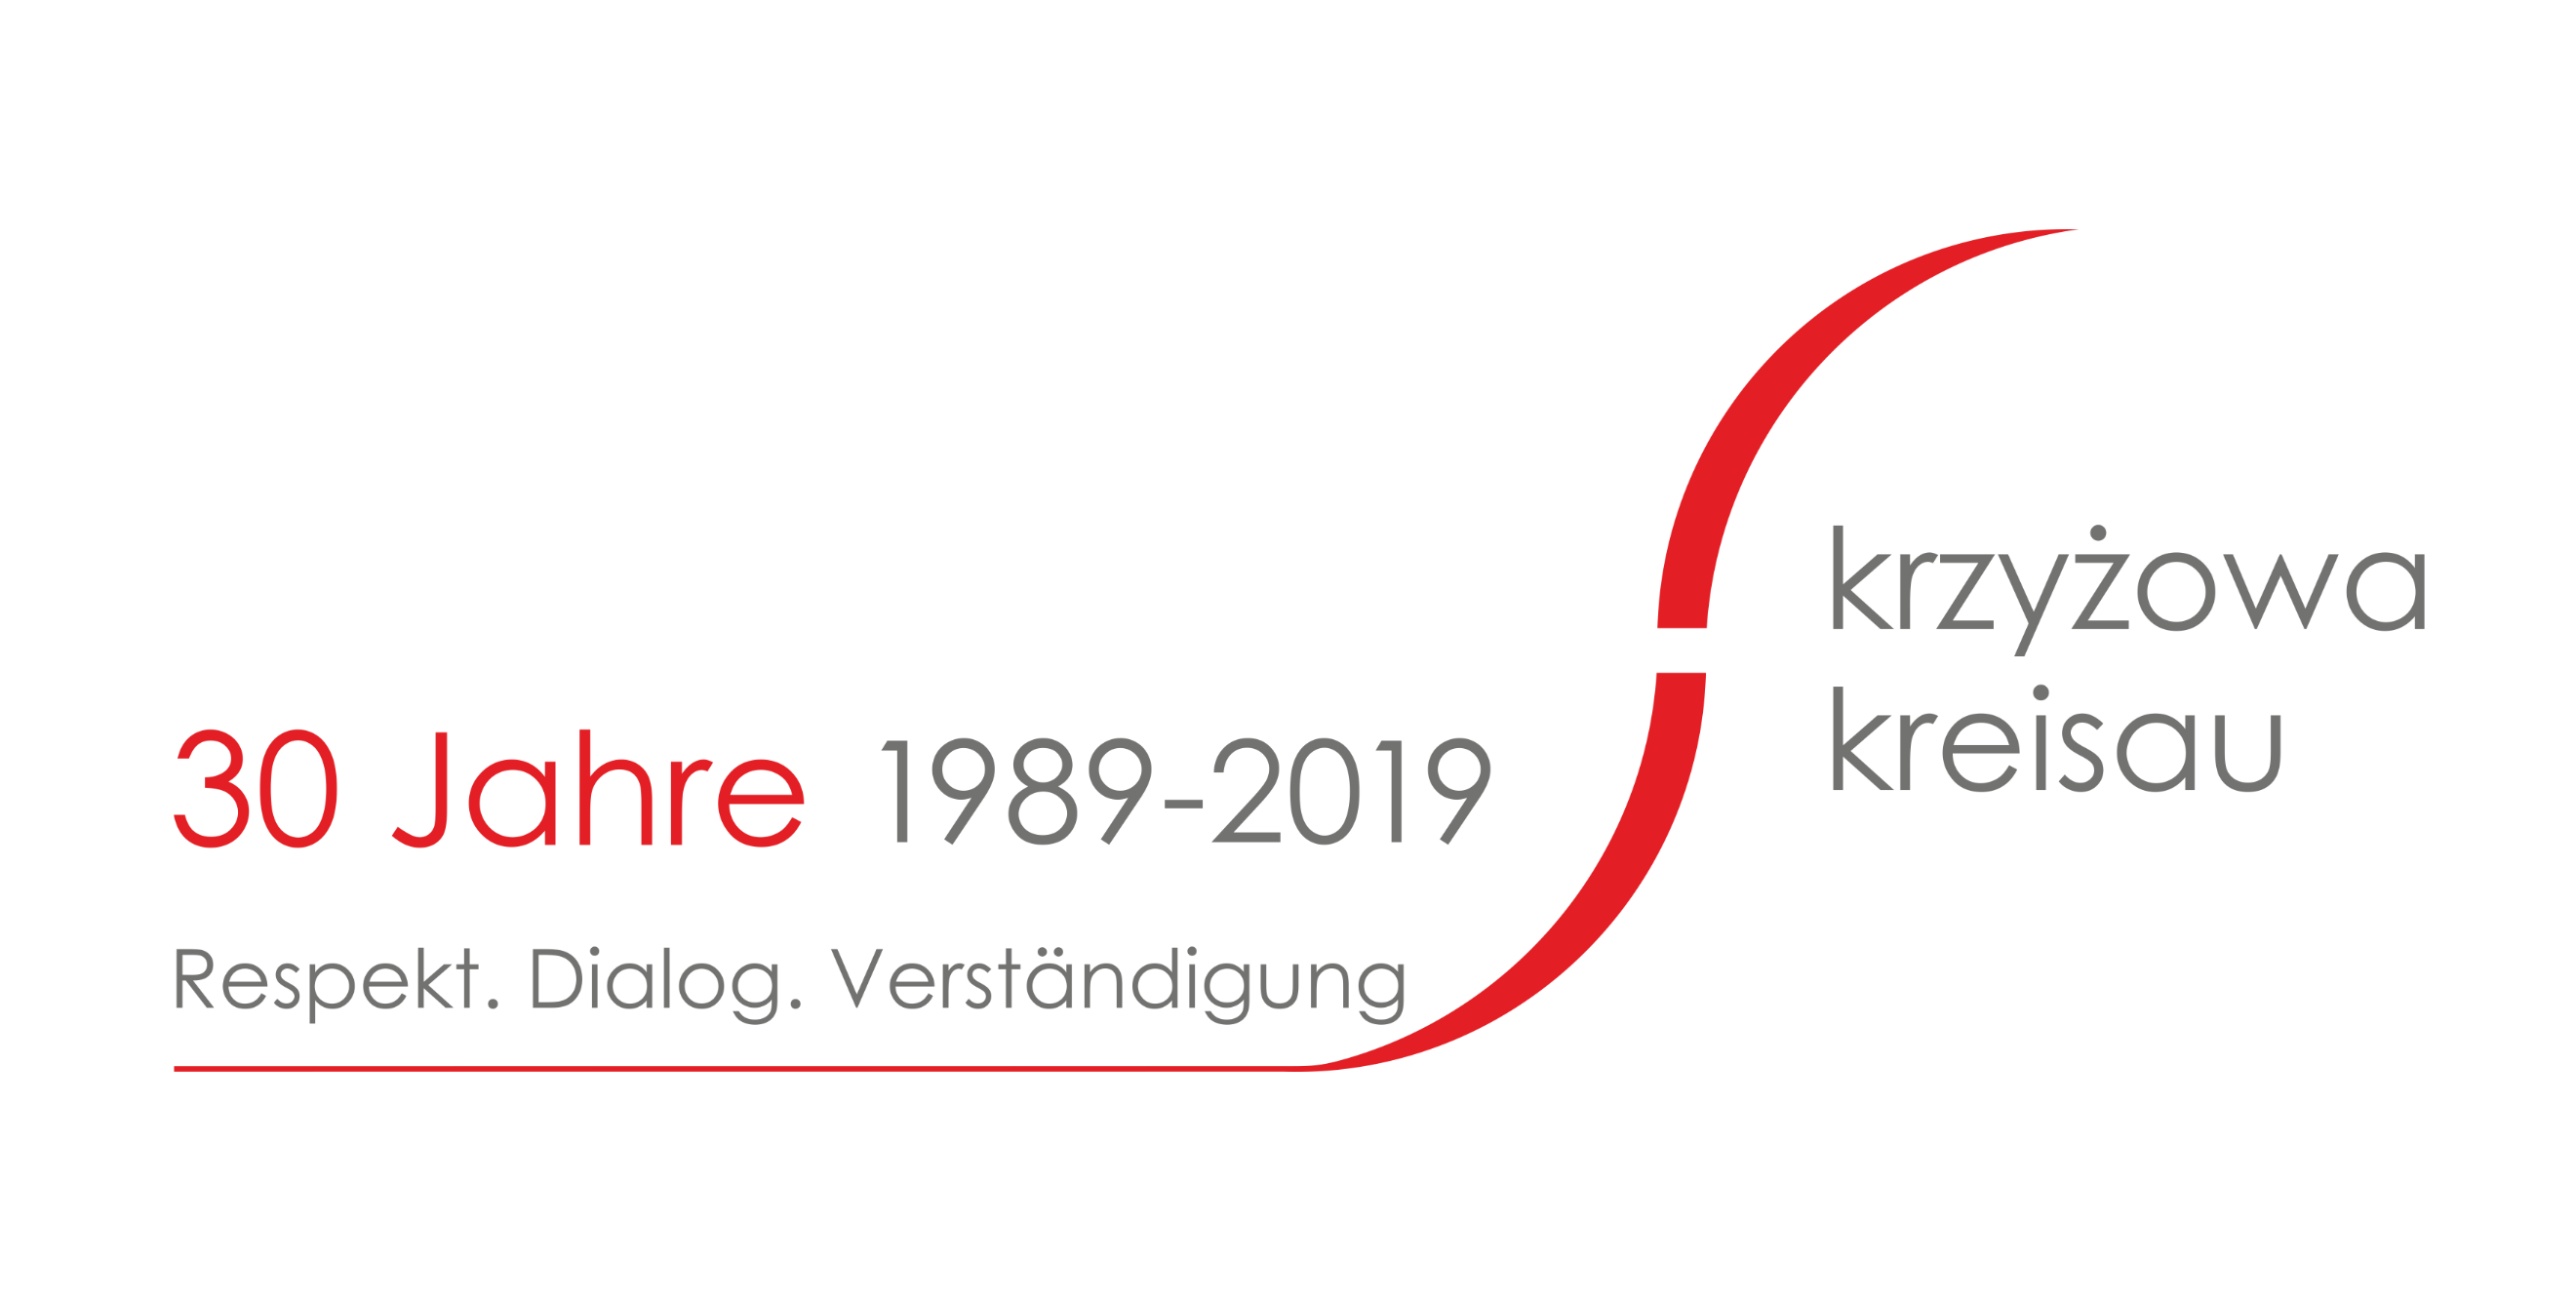 30 Jahre 1989-2019
Respekt. Dialog. Verständigung
krzyżowa
kreisau